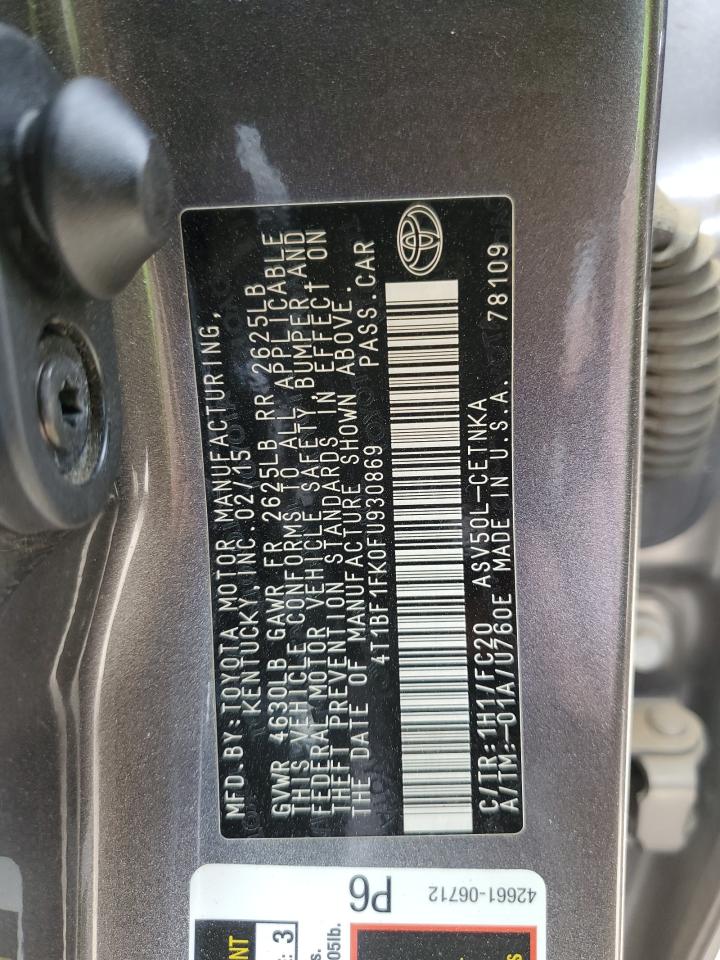 MFD.BY:TOYOTA MOTOR MANUFACTURING,
KENTUCKY, INC. 02/15
GVWR 4630LB GAWR FR 2625LB RR 2625LB
THIS VEHICLE CONFORMS TO ALL APPLICABLE
FEDERAL MOTOR VEHICLE SAFETY, BUMPER AND
THEFT PREVENTION STANDARDS IN EFFECT ON
THE DATE OF MANUFACTURE SHOWN ABOVE.
4T1BF1FK0FU930869 PASS.CAR
C/TR:1H1/FC20 ASV50L-CETNKA
A/TM:-01A/U760E MADE IN U.S.A. 78109
42661-06712
P6
3
05lb.